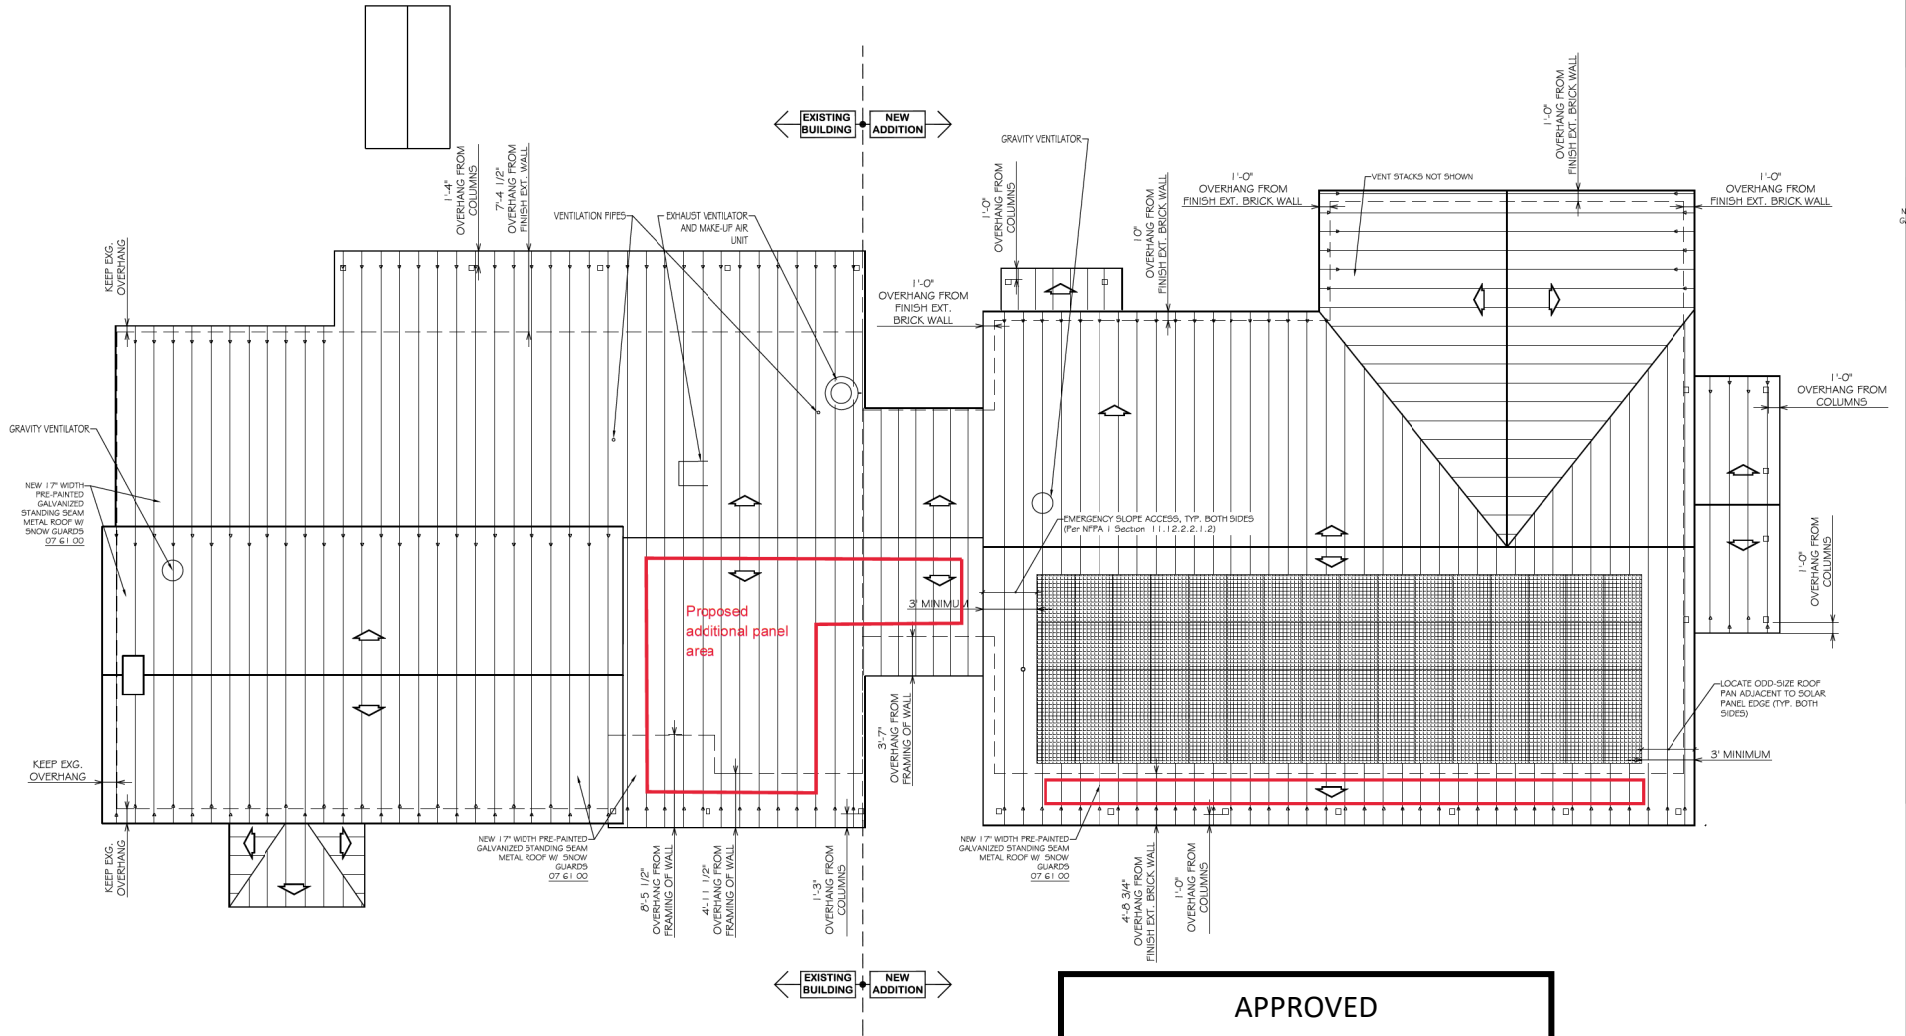 EXISTING
BUILDING
NEW
ADDITION
1'-4"
OVERHANG FROM
COLUMNS
7'-4 1/2"
OVERHANG FROM
FINISH EXT. WALL
VENTILATION PIPES
EXHAUST VENTILATOR
AND MAKE-UP AIR
UNIT
KEEP EXG.
OVERHANG
GRAVITY VENTILATOR
1'-0"
OVERHANG FROM
COLUMNS
10"
OVERHANG FROM
FINISH EXT. BRICK WALL
1'-0"
OVERHANG FROM
FINISH EXT. BRICK WALL
1'-0"
OVERHANG FROM
FINISH EXT. BRICK WALL
VENT STACKS NOT SHOWN
1'-0"
OVERHANG FROM
FINISH EXT. BRICK WALL
1'-0"
OVERHANG FROM
FINISH EXT.
BRICK WALL
1'-0"
OVERHANG FROM
COLUMNS
GRAVITY VENTILATOR
NEW 17" WIDTH
PRE-PAINTED
GALVANIZED
STANDING SEAM
METAL ROOF W/
SNOW GUARDS
07 61 00
EMERGENCY SLOPE ACCESS, TYP. BOTH SIDES
(Per NFPA 1 Section 11.12.2.2.1.2)
1'-0"
OVERHANG FROM
COLUMNS
3' MINIMUM
Proposed
additional panel
area
LOCATE ODD-SIZE ROOF
PAN ADJACENT TO SOLAR
PANEL EDGE (TYP. BOTH
SIDES)
3' MINIMUM
3'-7"
OVERHANG FROM
FRAMING OF WALL
KEEP EXG.
OVERHANG
KEEP EXG.
OVERHANG
NEW 17" WIDTH PRE-PAINTED
GALVANIZED STANDING SEAM
METAL ROOF W/ SNOW
GUARDS
07 61 00
8'-5 1/2"
OVERHANG FROM
FRAMING OF WALL
4'-11 1/2"
OVERHANG FROM
FRAMING OF WALL
1'-3"
OVERHANG FROM
COLUMNS
NEW 17" WIDTH PRE-PAINTED
GALVANIZED STANDING SEAM
METAL ROOF W/ SNOW
GUARDS
07 61 00
4'-8 3/4"
OVERHANG FROM
FINISH EXT. BRICK WALL
1'-0"
OVERHANG FROM
COLUMNS
EXISTING
BUILDING
NEW
ADDITION
APPROVED